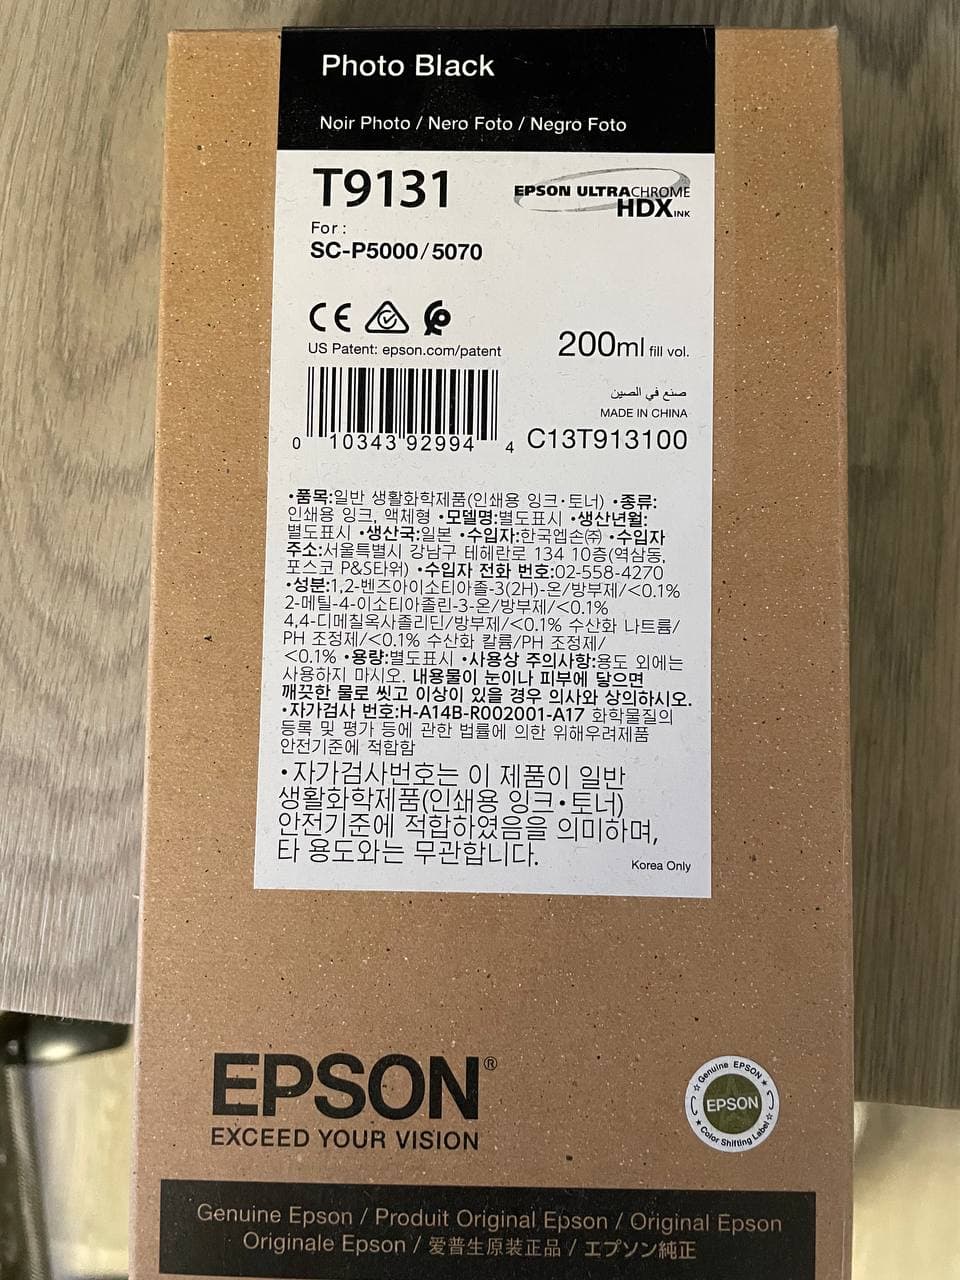 Photo Black
Noir Photo / Nero Foto / Negro Foto
T9131
EPSON ULTRACHROME
HDX INK
For :
SC-P5000/5070
CE
US Patent: epson.com/patent
200ml fill vol.
صنع في الصين
MADE IN CHINA
0 10343 92994 4
C13T913100
•품목:일반 생활화학제품(인쇄용 잉크·토너) •종류:
인쇄용 잉크, 액체형 •모델명:별도표시 •생산년월:
별도표시 •생산국:일본 •수입자:한국엡손㈜ •수입자
주소:서울특별시 강남구 테헤란로 134 10층(역삼동,
포스코 P&S타워) •수입자 전화 번호:02-558-4270
•성분:1,2-벤즈아이소티아졸-3(2H)-온/방부제/<0.1%
2-메틸-4-이소티아졸린-3-온/방부제/<0.1%
4,4-디메칠옥사졸리딘/방부제/<0.1% 수산화 나트륨/
PH 조정제/<0.1% 수산화 칼륨/PH 조정제/
<0.1% •용량:별도표시 •사용상 주의사항:용도 외에는
사용하지 마시오. 내용물이 눈이나 피부에 닿으면
깨끗한 물로 씻고 이상이 있을 경우 의사와 상의하시오.
•자가검사 번호:H-A14B-R002001-A17 화학물질의
등록 및 평가 등에 관한 법률에 의한 위해우려제품
안전기준에 적합함
•자가검사번호는 이 제품이 일반
생활화학제품(인쇄용 잉크·토너)
안전기준에 적합하였음을 의미하며,
타 용도와는 무관합니다.
Korea Only
EPSON®
EXCEED YOUR VISION
Genuine EPSON
EPSON
Color Shifting Label
Genuine Epson / Produit Original Epson / Original Epson
Originale Epson / 爱普生原装正品 / エプソン純正